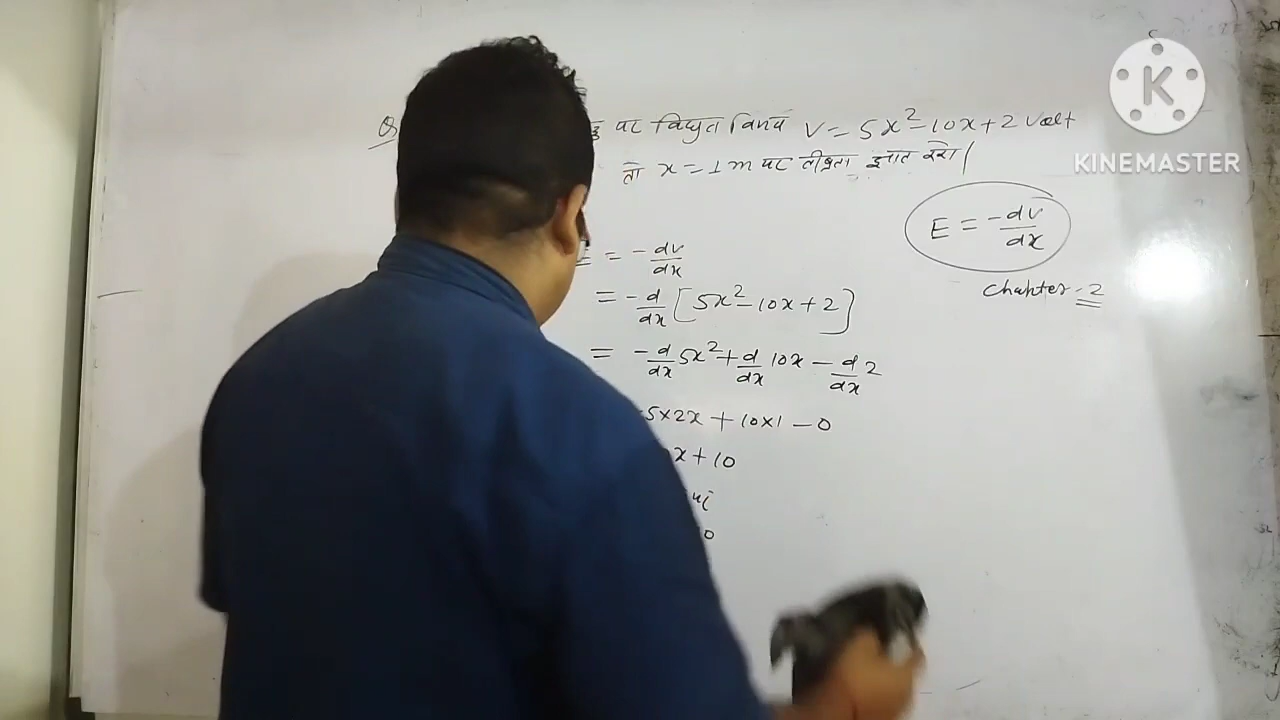 Q पर विद्युत विभव V = 5x² - 10x + 2 Volt
तो x = 1 m पर तीव्रता ज्ञात करो।
E = -dv/dx
chapter - 2
E = -dv/dx
= -d/dx [5x² - 10x + 2]
= -d/dx 5x² + d/dx 10x - d/dx 2
-5×2x + 10×1 - 0
x + 10
K
KINEMASTER